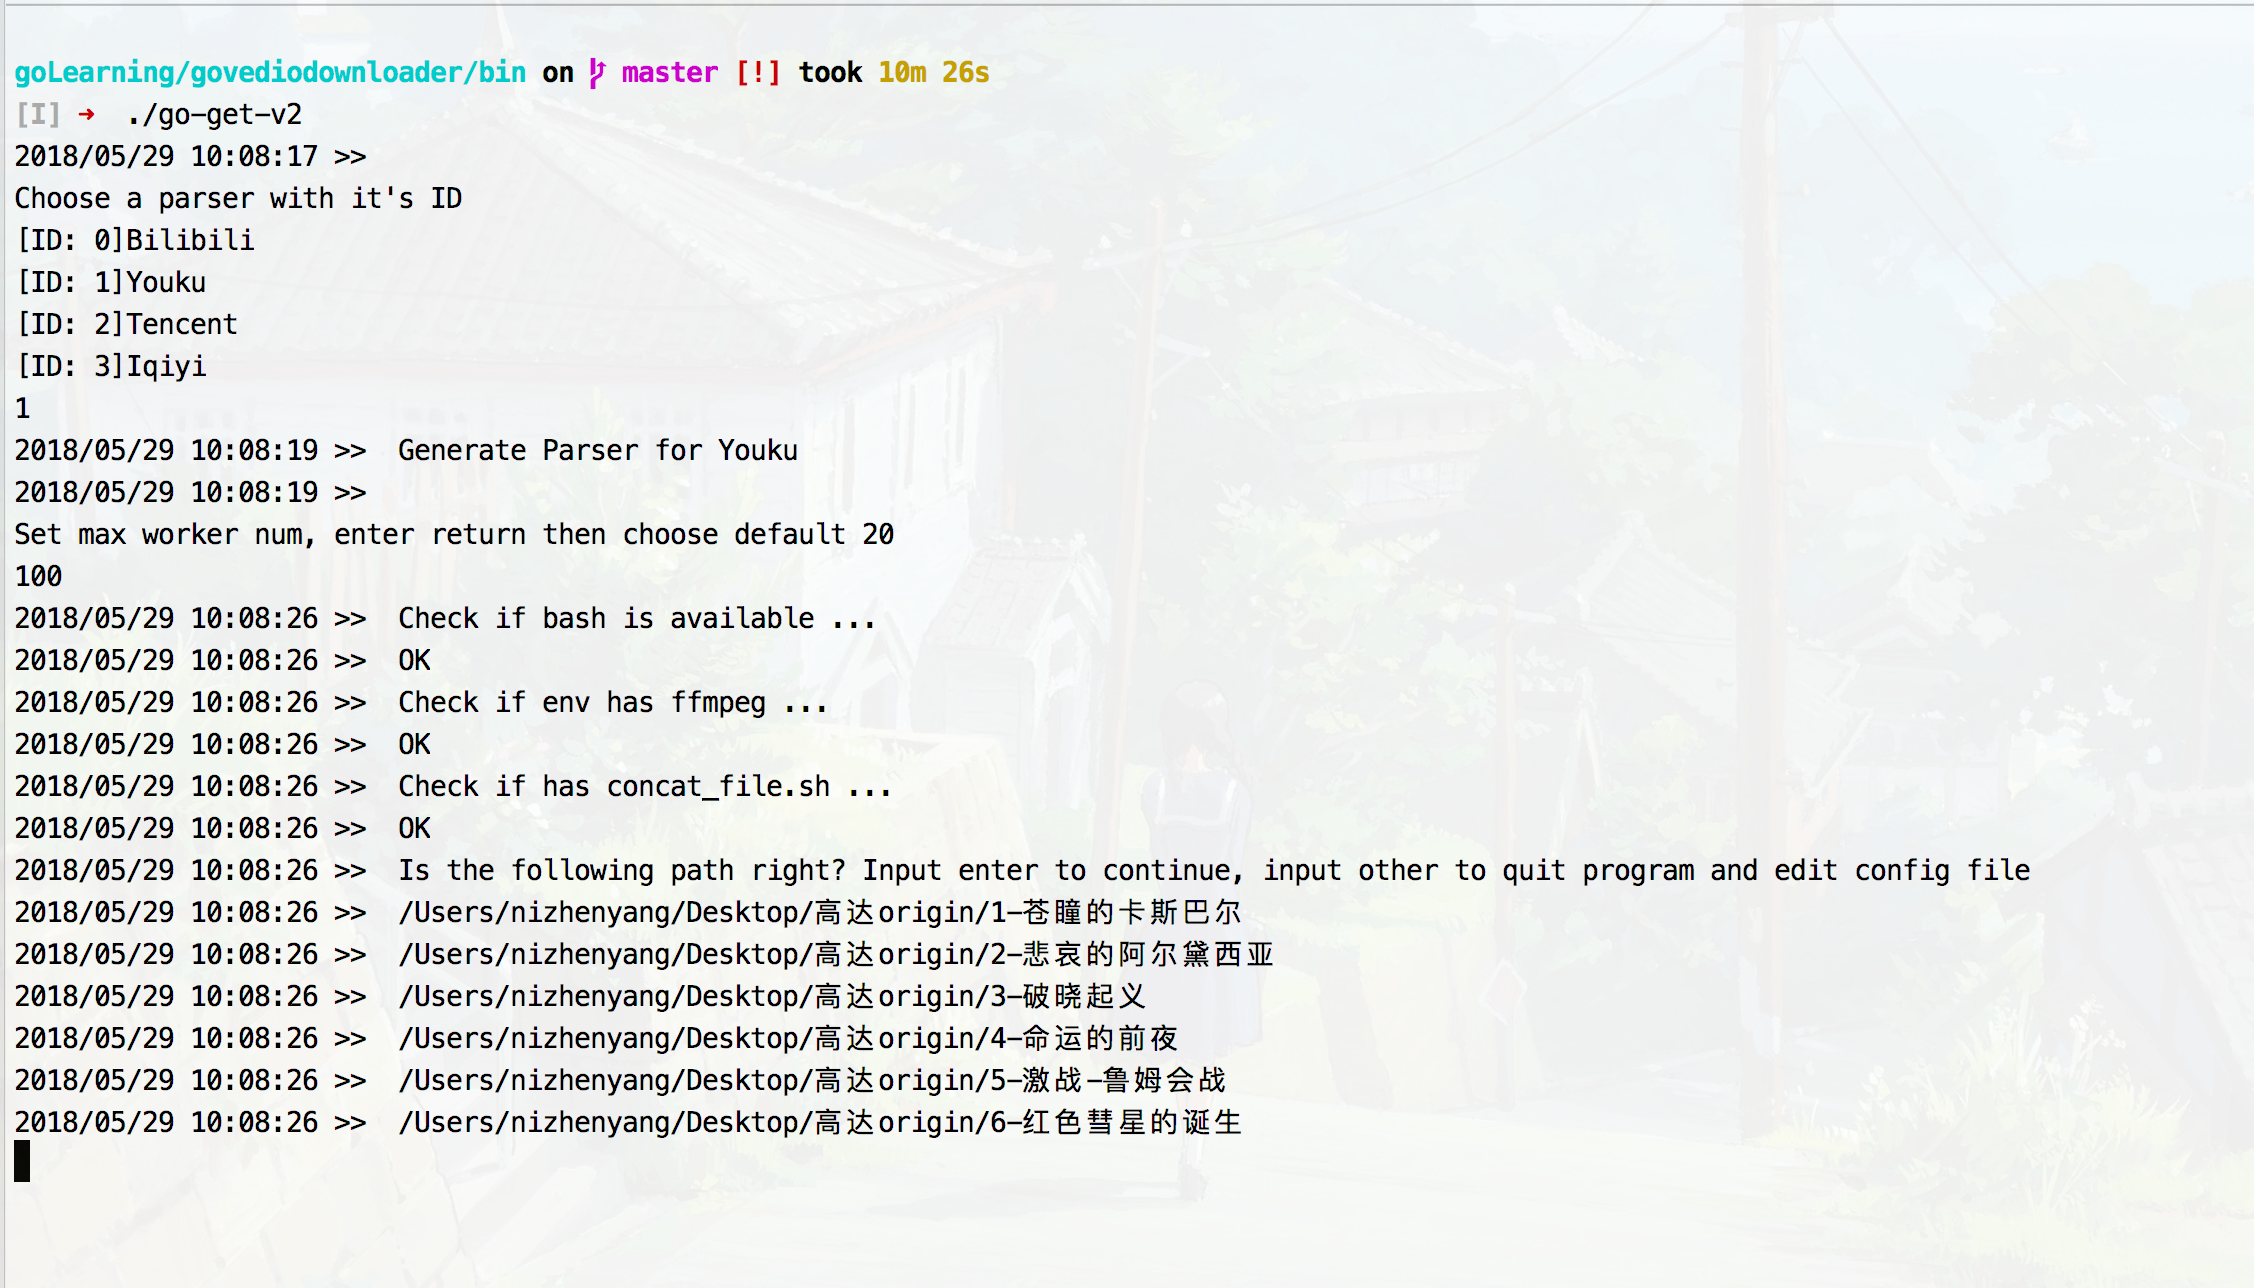 goLearning/govediodownloader/bin on master [!] took 10m 26s
[I] ➜  ./go-get-v2
2018/05/29 10:08:17 >>
Choose a parser with it's ID
[ID: 0]Bilibili
[ID: 1]Youku
[ID: 2]Tencent
[ID: 3]Iqiyi
1
2018/05/29 10:08:19 >>  Generate Parser for Youku
2018/05/29 10:08:19 >>
Set max worker num, enter return then choose default 20
100
2018/05/29 10:08:26 >>  Check if bash is available ...
2018/05/29 10:08:26 >>  OK
2018/05/29 10:08:26 >>  Check if env has ffmpeg ...
2018/05/29 10:08:26 >>  OK
2018/05/29 10:08:26 >>  Check if has concat_file.sh ...
2018/05/29 10:08:26 >>  OK
2018/05/29 10:08:26 >>  Is the following path right? Input enter to continue, input other to quit program and edit config file
2018/05/29 10:08:26 >>  /Users/nizhenyang/Desktop/高达origin/1-苍瞳的卡斯巴尔
2018/05/29 10:08:26 >>  /Users/nizhenyang/Desktop/高达origin/2-悲哀的阿尔黛西亚
2018/05/29 10:08:26 >>  /Users/nizhenyang/Desktop/高达origin/3-破晓起义
2018/05/29 10:08:26 >>  /Users/nizhenyang/Desktop/高达origin/4-命运的前夜
2018/05/29 10:08:26 >>  /Users/nizhenyang/Desktop/高达origin/5-激战-鲁姆会战
2018/05/29 10:08:26 >>  /Users/nizhenyang/Desktop/高达origin/6-红色彗星的诞生